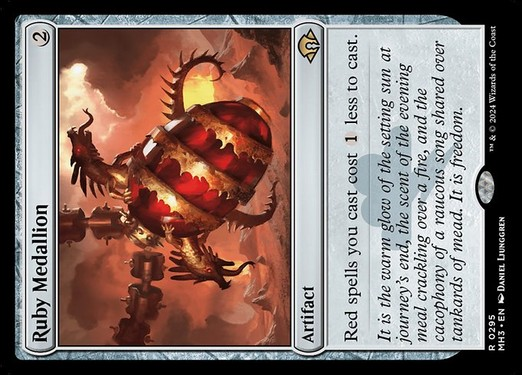 Ruby Medallion 2
Artifact
Red spells you cast cost 1 less to cast.
It is the warm glow of the setting sun at
journey's end, the scent of the evening
meal crackling over a fire, and the
cacophony of a raucous song shared over
tankards of mead. It is freedom.
R 0295
MH3 • EN DANIEL LJUNGGREN
™ & © 2024 Wizards of the Coast